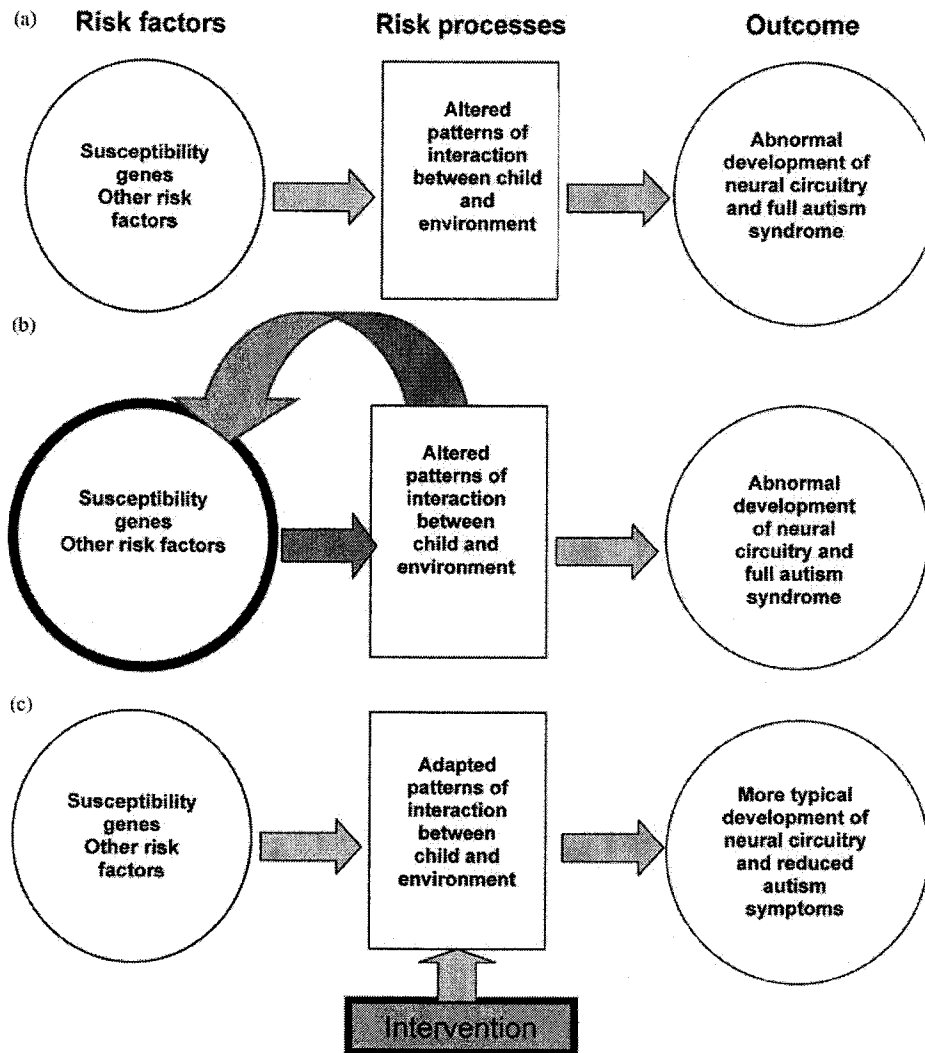 (a)
Risk factors
Risk processes
Outcome
Susceptibility
genes
Other risk
factors
Altered
patterns of
interaction
between child
and
environment
Abnormal
development of
neural circuitry
and full autism
syndrome
(b)
Susceptibility
genes
Other risk factors
Altered
patterns of
interaction
between
child and
environment
Abnormal
development
of neural
circuitry and
full autism
syndrome
(c)
Susceptibility
genes
Other risk
factors
Adapted
patterns of
interaction
between
child and
environment
More typical
development of
neural circuitry
and reduced
autism
symptoms
Intervention